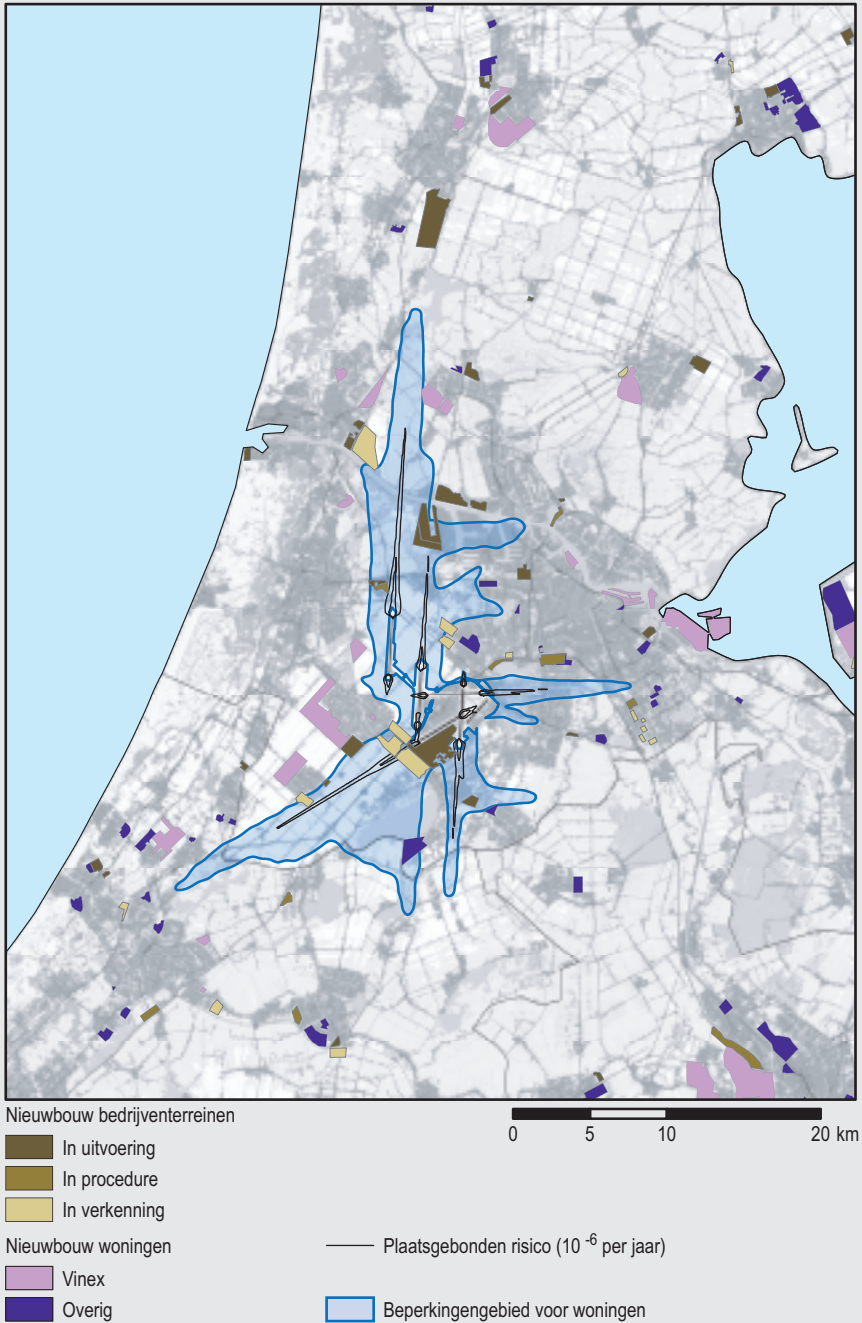 Nieuwbouw bedrijventerreinen
In uitvoering
In procedure
In verkenning
Nieuwbouw woningen
Vinex
Overig
0 5 10 20 km
Plaatsgebonden risico (10 -6 per jaar)
Beperkingengebied voor woningen